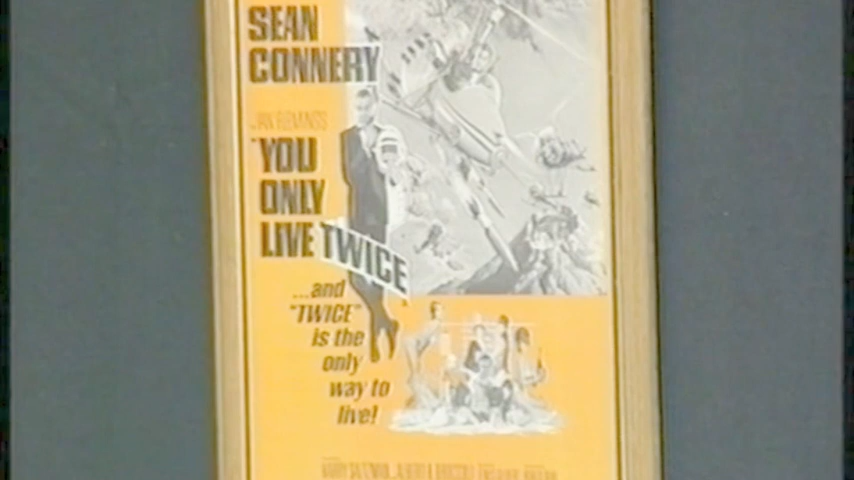 SEAN
CONNERY
IAN FLEMING'S
"YOU
ONLY
LIVE TWICE
...and
"TWICE"
is the
only
way to
live!